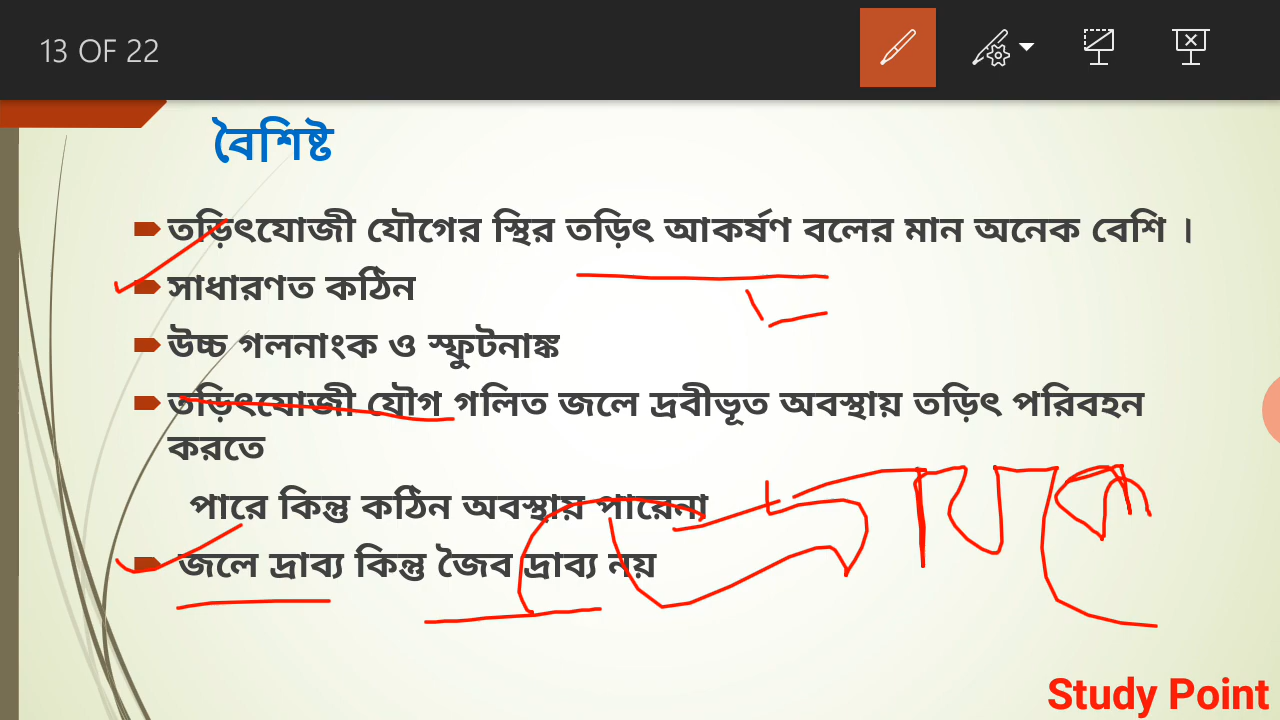 13 OF 22
বৈশিষ্ট
তড়িৎযোজী যৌগের স্থির তড়িৎ আকর্ষণ বলের মান অনেক বেশি ।
সাধারণত কঠিন
উচ্চ গলনাংক ও স্ফুটনাঙ্ক
তড়িৎযোজী যৌগ গলিত জলে দ্রবীভূত অবস্থায় তড়িৎ পরিবহন
করতে
পারে কিন্তু কঠিন অবস্থায় পারেনা
জলে দ্রাব্য কিন্তু জৈব দ্রাব্য নয়
Study Point